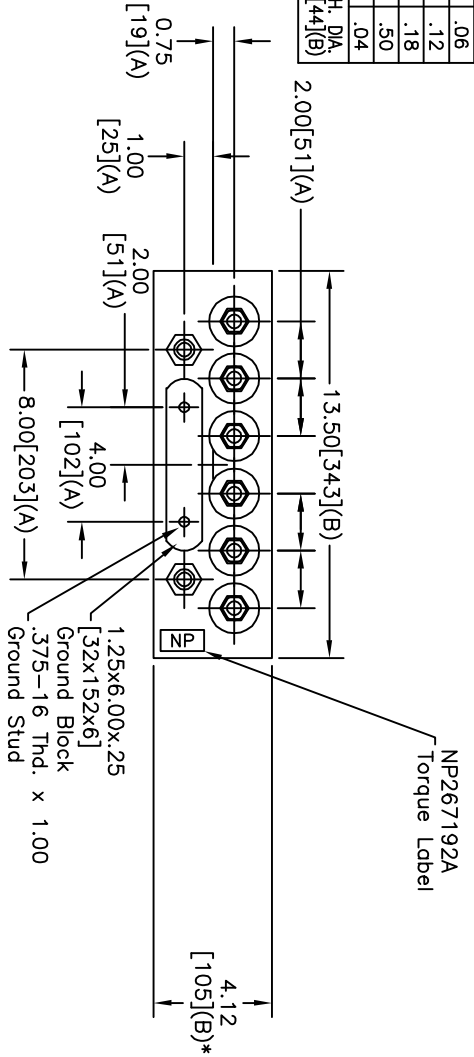 .06
.12
.18
.50
.04
H. DIA.
[44](B)
0.75
[19](A)
1.00
[25](A)
2.00
[51](A)
2.00[51](A)
13.50[343](B)
4.00
[102](A)
8.00[203](A)
NP
NP267192A
Torque Label
1.25x6.00x.25
[32x152x6]
Ground Block
.375-16 Thd. x 1.00
Ground Stud
4.12
[105](B)*